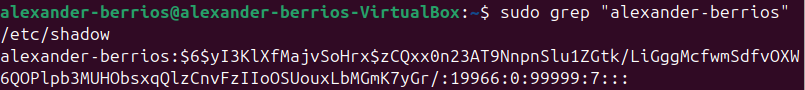 alexander-berrios@alexander-berrios-VirtualBox:~$ sudo grep "alexander-berrios"
/etc/shadow
alexander-berrios:$6$yI3KlXfMajvSoHrx$zCQxx0n23AT9NnpnSlu1ZGtk/LiGggMcfwmSdfvOXW
6QOPlpb3MUHObsxqQlzCnvFzIIoOSUouxLbMGmK7yGr/:19966:0:99999:7:::